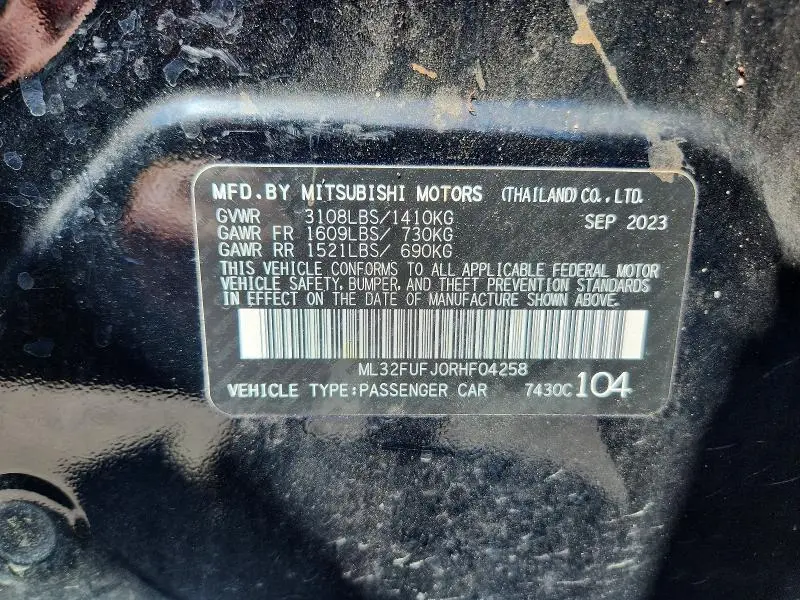 MFD.BY MITSUBISHI MOTORS (THAILAND)CO.,LTD.
GVWR 3108LBS/1410KG
SEP 2023
GAWR FR 1609LBS/ 730KG
GAWR RR 1521LBS/ 690KG
THIS VEHICLE CONFORMS TO ALL APPLICABLE FEDERAL MOTOR
VEHICLE SAFETY, BUMPER, AND THEFT PREVENTION STANDARDS
IN EFFECT ON THE DATE OF MANUFACTURE SHOWN ABOVE.
ML32FUFJ0RHF04258
VEHICLE TYPE:PASSENGER CAR 7430C 104